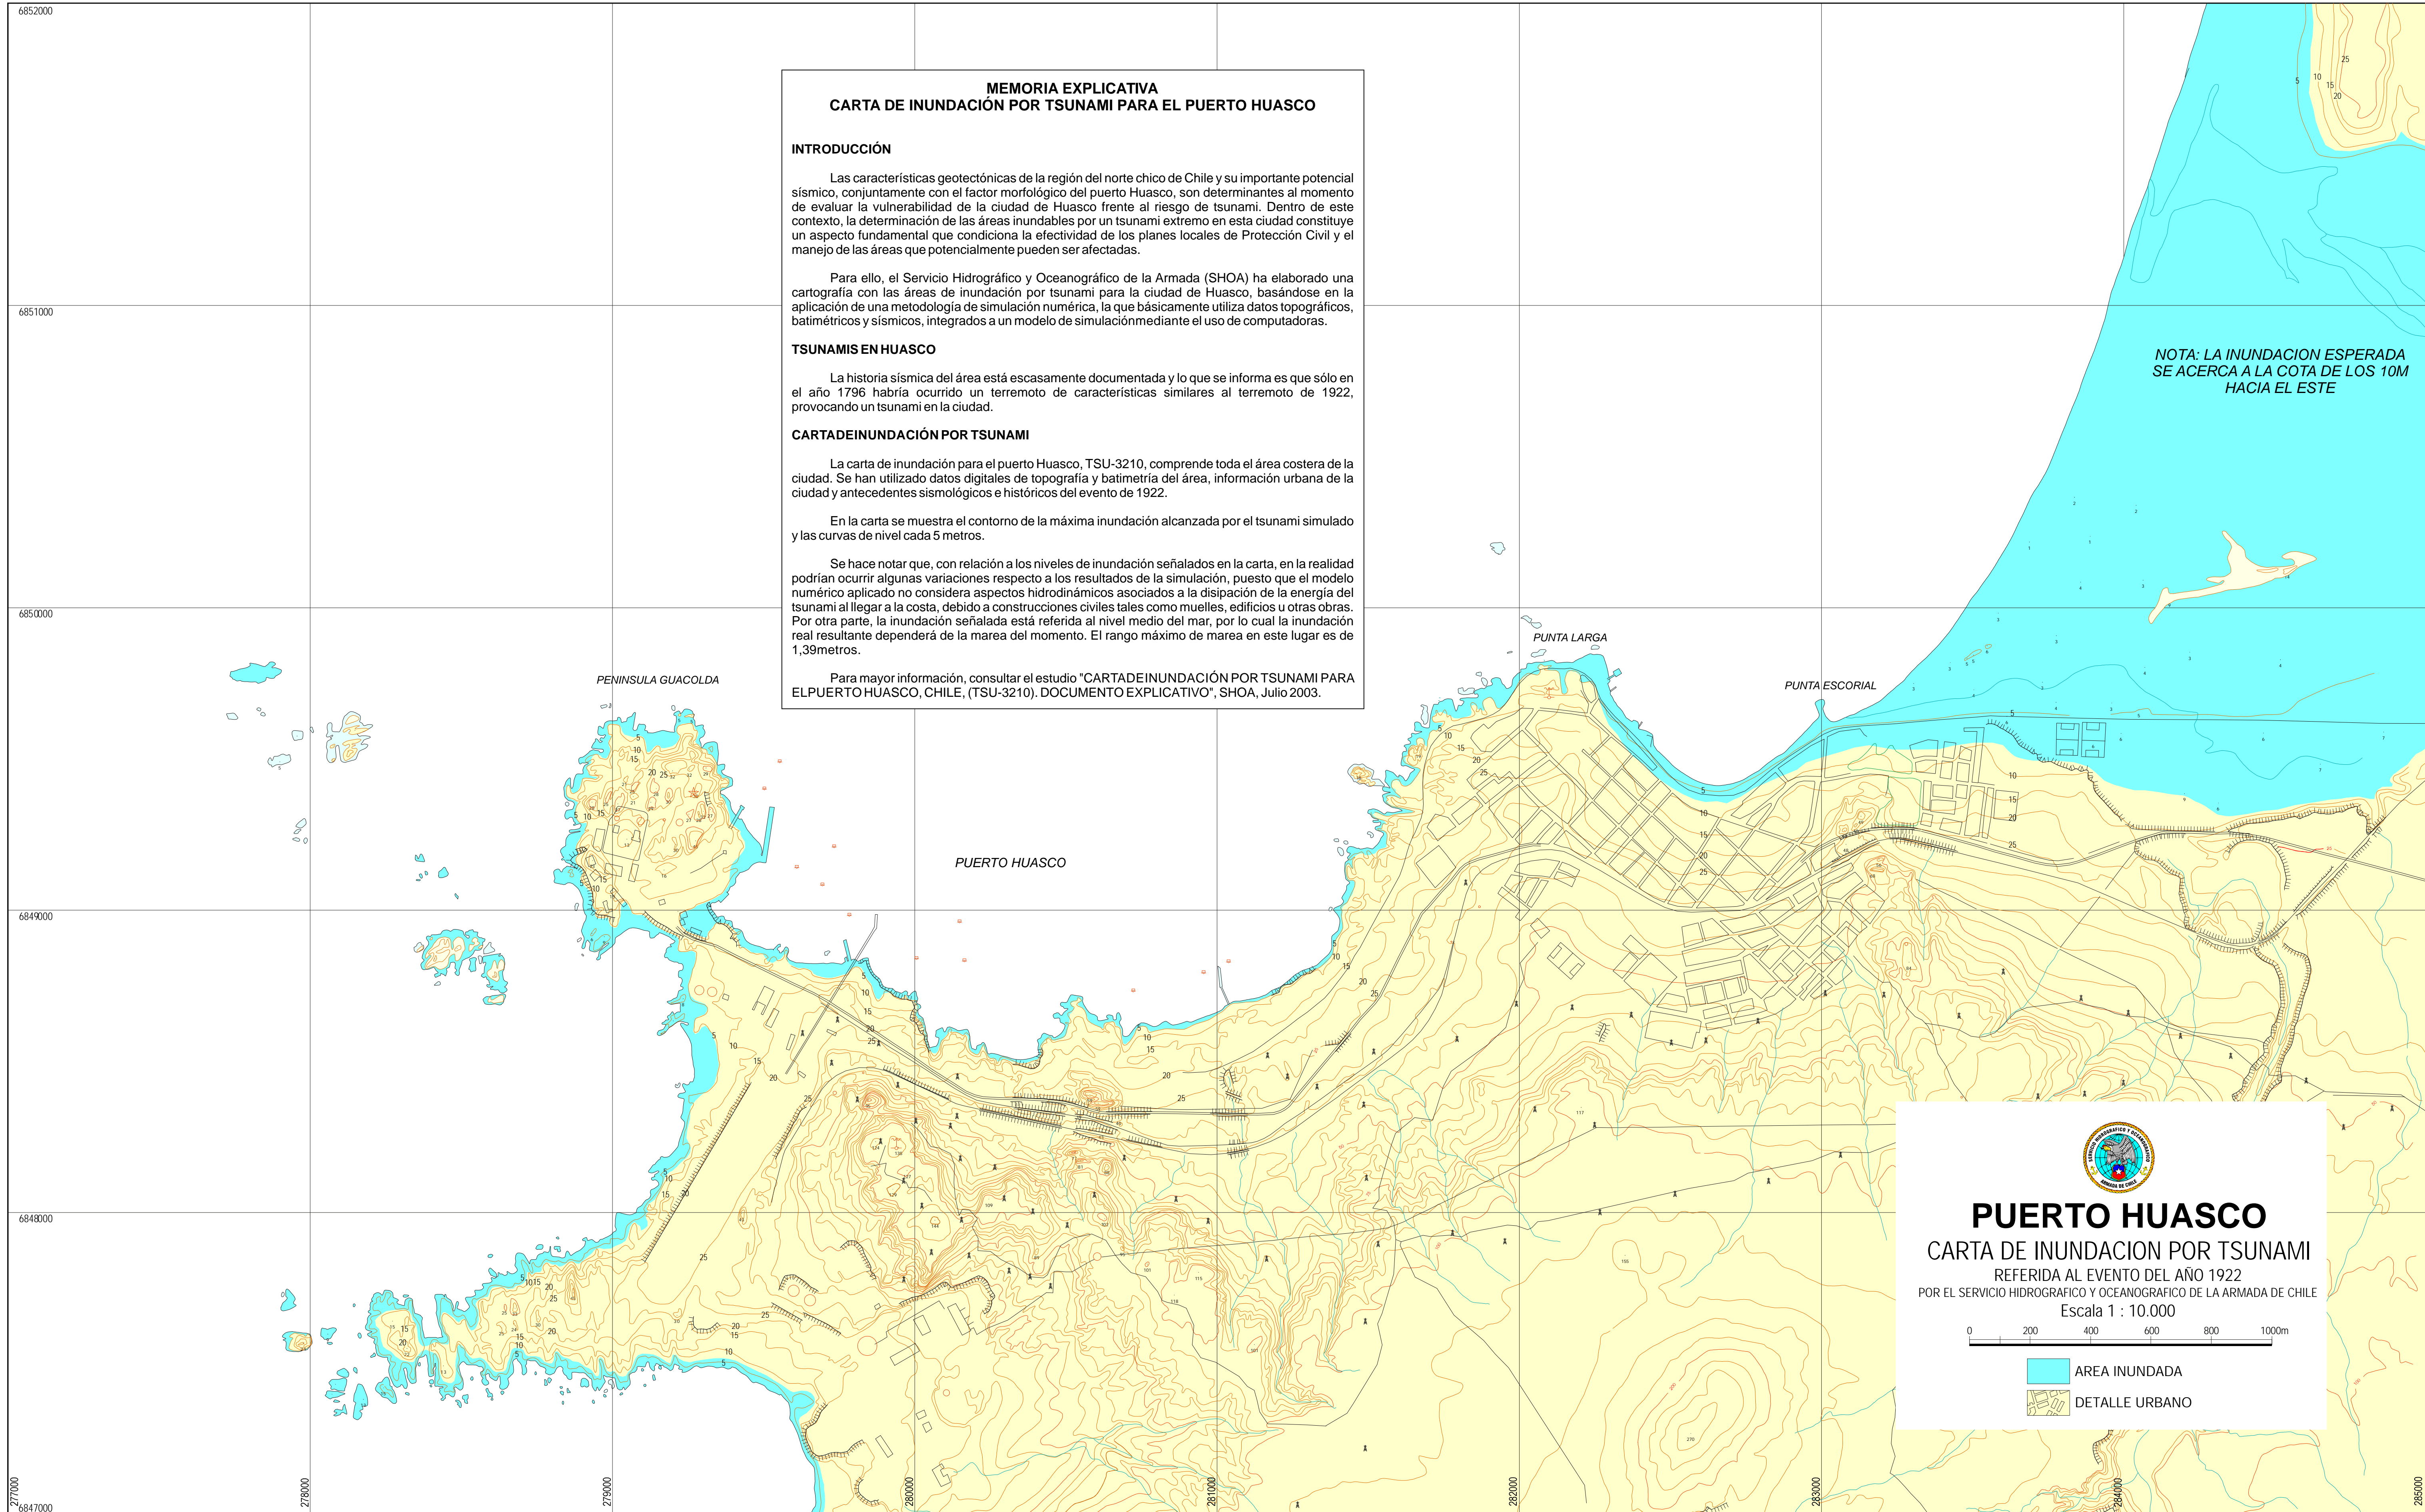 6852000
6851000
6850000
6849000
6848000
6847000
MEMORIA EXPLICATIVA
CARTA DE INUNDACIÓN POR TSUNAMI PARA EL PUERTO HUASCO
INTRODUCCIÓN
Las características geotectónicas de la región del norte chico de Chile y su importante potencial
sísmico, conjuntamente con el factor morfológico del puerto Huasco, son determinantes al momento
de evaluar la vulnerabilidad de la ciudad de Huasco frente al riesgo de tsunami. Dentro de este
contexto, la determinación de las áreas inundables por un tsunami extremo en esta ciudad constituye
un aspecto fundamental que condiciona la efectividad de los planes locales de Protección Civil y el
manejo de las áreas que potencialmente pueden ser afectadas.
Para ello, el Servicio Hidrográfico y Oceanográfico de la Armada (SHOA) ha elaborado una
cartografía con las áreas de inundación por tsunami para la ciudad de Huasco, basándose en la
aplicación de una metodología de simulación numérica, la que básicamente utiliza datos topográficos,
batimétricos y sísmicos, integrados a un modelo de simulaciónmediante el uso de computadoras.
TSUNAMIS EN HUASCO
La historia sísmica del área está escasamente documentada y lo que se informa es que sólo en
el año 1796 habría ocurrido un terremoto de características similares al terremoto de 1922,
provocando un tsunami en la ciudad.
CARTADEINUNDACIÓN POR TSUNAMI
La carta de inundación para el puerto Huasco, TSU-3210, comprende toda el área costera de la
ciudad. Se han utilizado datos digitales de topografía y batimetría del área, información urbana de la
ciudad y antecedentes sismológicos e históricos del evento de 1922.
En la carta se muestra el contorno de la máxima inundación alcanzada por el tsunami simulado
y las curvas de nivel cada 5 metros.
Se hace notar que, con relación a los niveles de inundación señalados en la carta, en la realidad
podrían ocurrir algunas variaciones respecto a los resultados de la simulación, puesto que el modelo
numérico aplicado no considera aspectos hidrodinámicos asociados a la disipación de la energía del
tsunami al llegar a la costa, debido a construcciones civiles tales como muelles, edificios u otras obras.
Por otra parte, la inundación señalada está referida al nivel medio del mar, por lo cual la inundación
real resultante dependerá de la marea del momento. El rango máximo de marea en este lugar es de
1,39metros.
Para mayor información, consultar el estudio "CARTADEINUNDACIÓN POR TSUNAMI PARA
ELPUERTO HUASCO, CHILE, (TSU-3210). DOCUMENTO EXPLICATIVO", SHOA, Julio 2003.
NOTA: LA INUNDACION ESPERADA
SE ACERCA A LA COTA DE LOS 10M
HACIA EL ESTE
PENINSULA GUACOLDA
PUNTA LARGA
PUNTA ESCORIAL
PUERTO HUASCO
SERVICIO HIDROGRAFICO Y OCEANOGRAFICO
ARMADA DE CHILE
PUERTO HUASCO
CARTA DE INUNDACION POR TSUNAMI
REFERIDA AL EVENTO DEL AÑO 1922
POR EL SERVICIO HIDROGRAFICO Y OCEANOGRAFICO DE LA ARMADA DE CHILE
Escala 1 : 10.000
0 200 400 600 800 1000m
AREA INUNDADA
DETALLE URBANO
277000 278000 279000 280000 281000 282000 283000 284000 285000